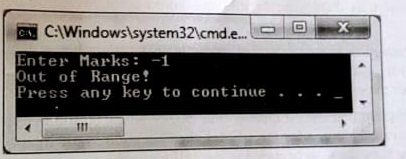 C:\Windows\system32\cmd.e...
Enter Marks: -1
Out of Range!
Press any key to continue . . . _